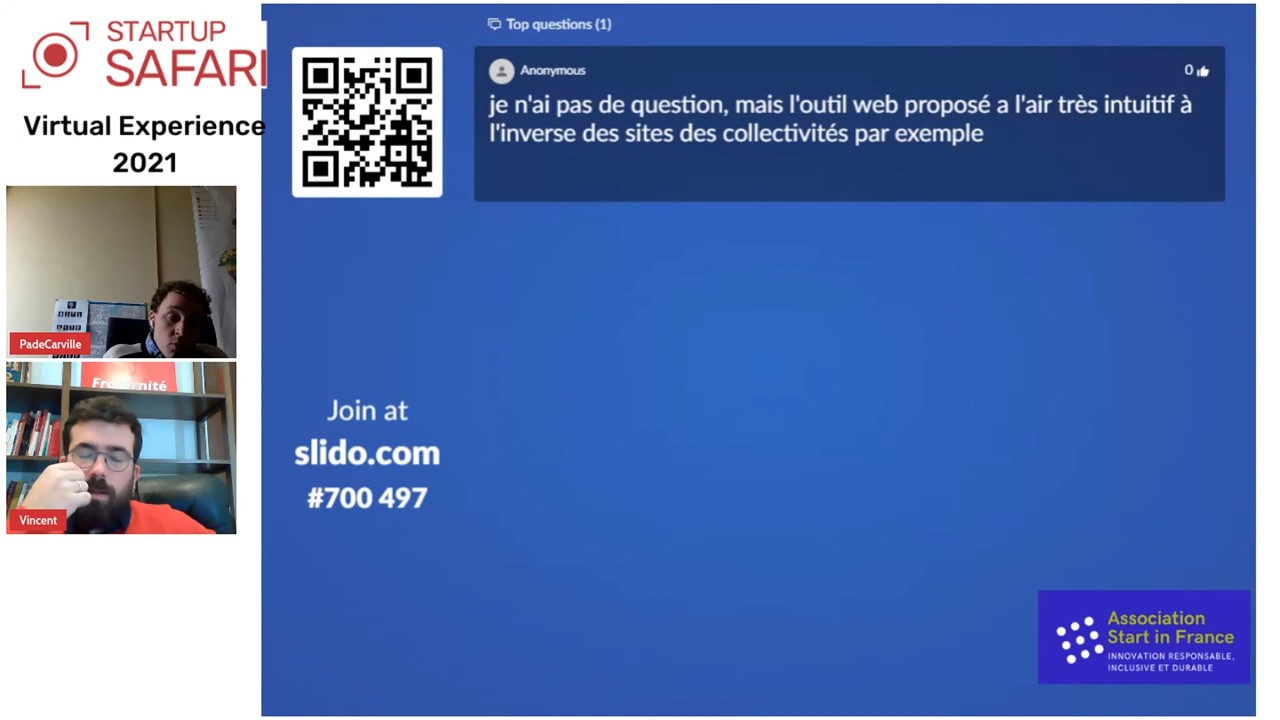 STARTUP
SAFARI
Virtual Experience
2021
PadeCarville
Fraternité
Vincent
Top questions (1)
Anonymous
0
je n'ai pas de question, mais l'outil web proposé a l'air très intuitif à
l'inverse des sites des collectivités par exemple
Join at
slido.com
#700 497
Association
Start in France
INNOVATION RESPONSABLE,
INCLUSIVE ET DURABLE